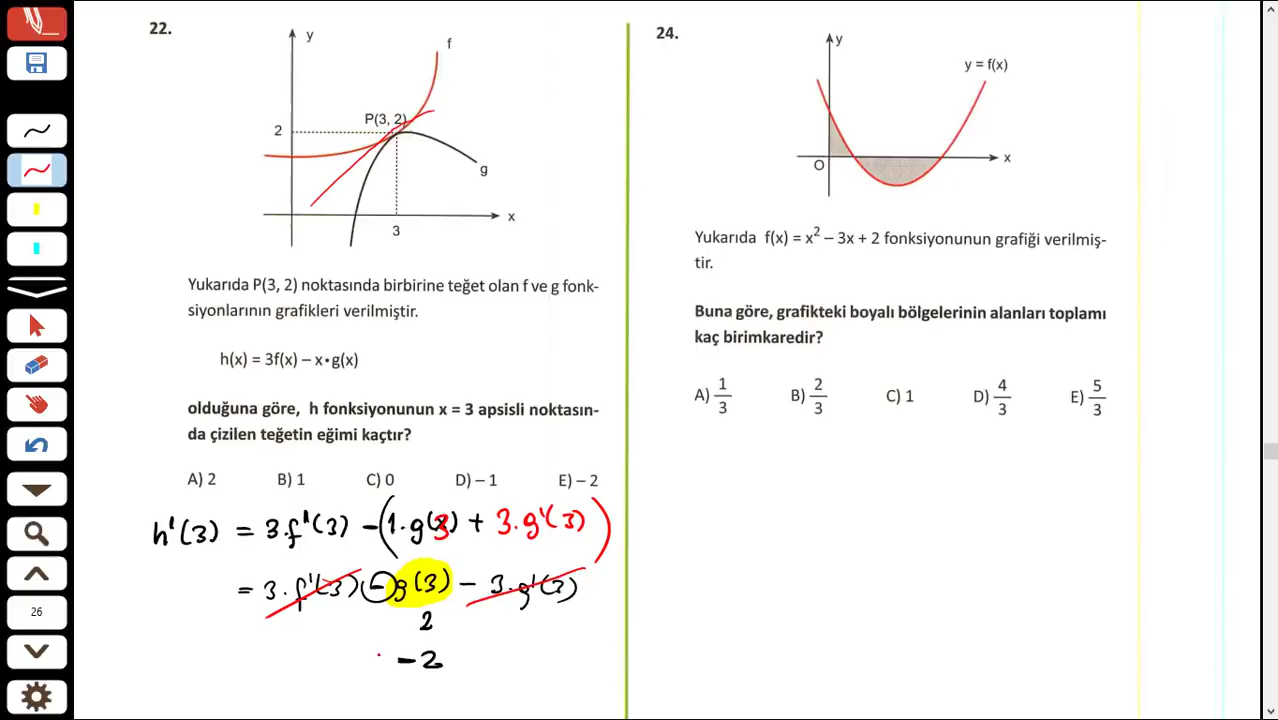 22.
y
f
P(3, 2)
2
g
x
3
Yukarıda P(3, 2) noktasında birbirine teğet olan f ve g fonk-
siyonlarının grafikleri verilmiştir.
h(x) = 3f(x) – x•g(x)
olduğuna göre, h fonksiyonunun x = 3 apsisli noktasın-
da çizilen teğetin eğimi kaçtır?
A) 2 B) 1 C) 0 D) – 1 E) – 2
h'(3) = 3.f'(3) – (1.g(3) + 3.g'(3))
= 3.f'(3) – g(3) – 3.g'(3)
2
– 2
24.
y
y = f(x)
O
x
Yukarıda f(x) = x² – 3x + 2 fonksiyonunun grafiği verilmiş-
tir.
Buna göre, grafikteki boyalı bölgelerinin alanları toplamı
kaç birimkaredir?
A) 1/3 B) 2/3 C) 1 D) 4/3 E) 5/3
26